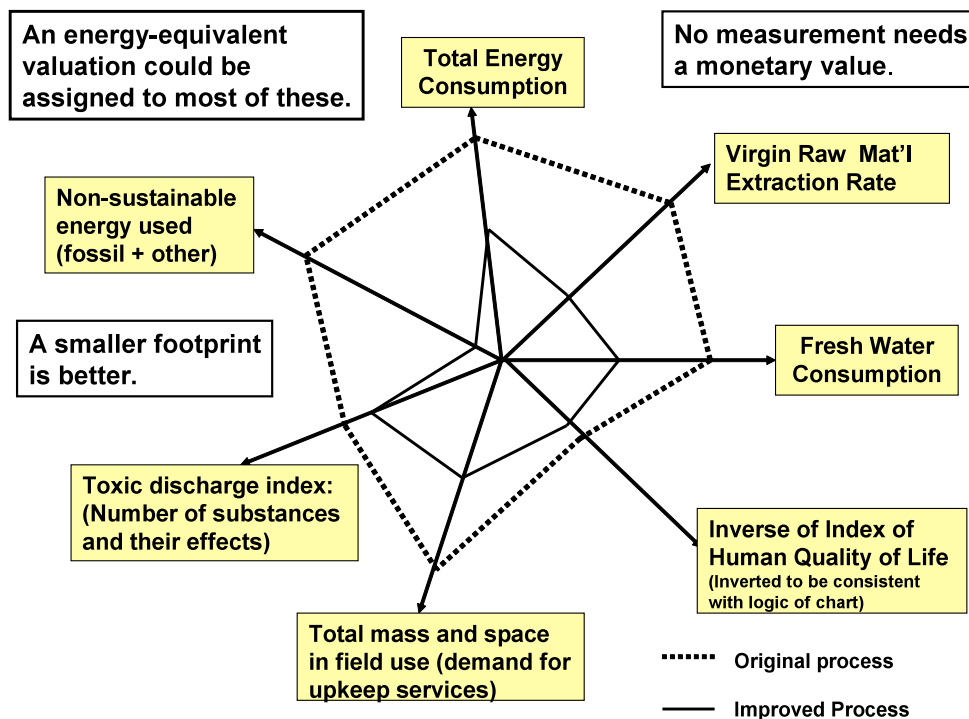 An energy-equivalent
valuation could be
assigned to most of these.
Total Energy
Consumption
No measurement needs
a monetary value.
Virgin Raw Mat'l
Extraction Rate
Non-sustainable
energy used
(fossil + other)
A smaller footprint
is better.
Fresh Water
Consumption
Toxic discharge index:
(Number of substances
and their effects)
Inverse of Index of
Human Quality of Life
(Inverted to be consistent
with logic of chart)
Total mass and space
in field use (demand for
upkeep services)
Original process
Improved Process